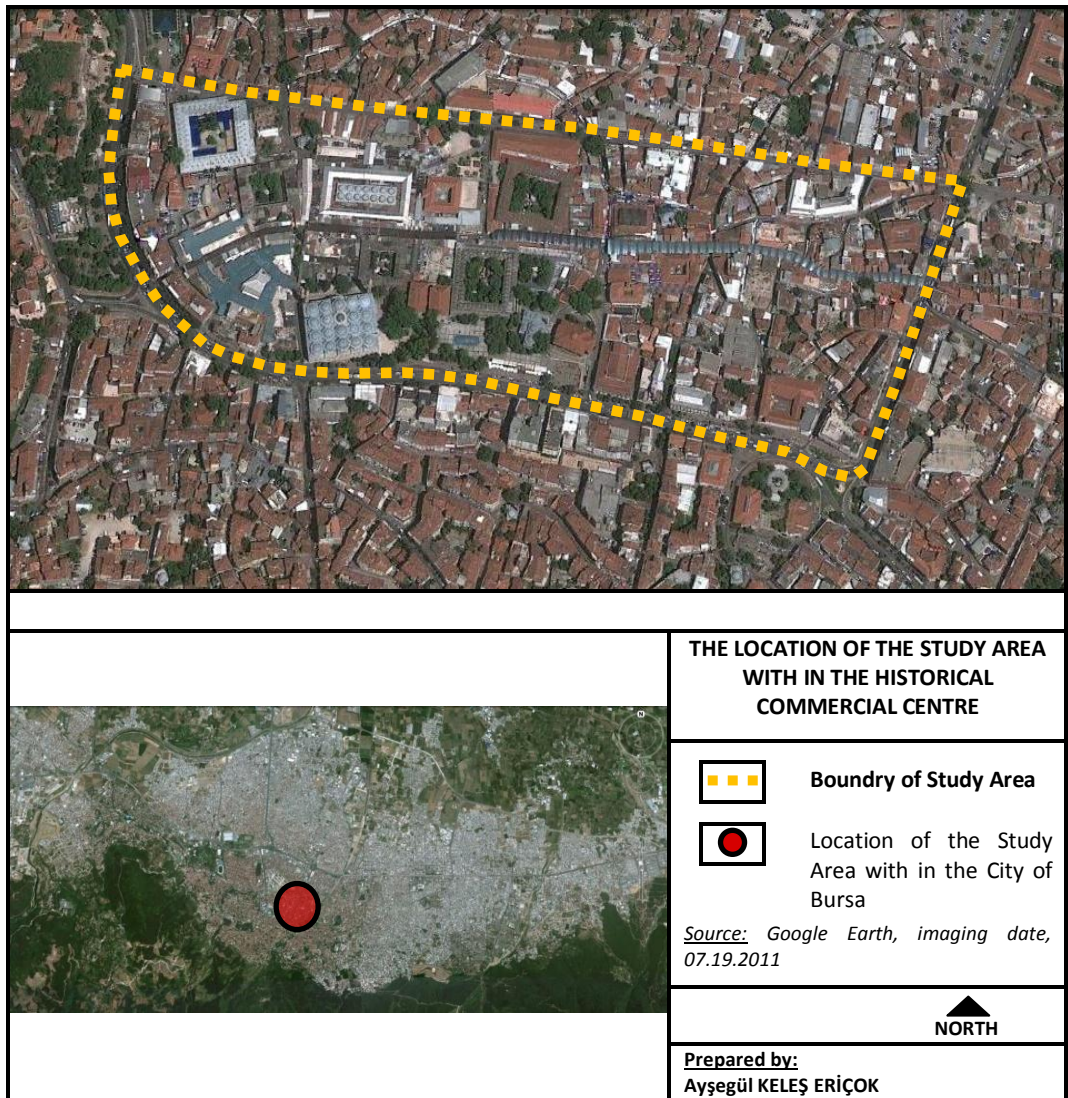 THE LOCATION OF THE STUDY AREA
WITH IN THE HISTORICAL
COMMERCIAL CENTRE
Boundry of Study Area
Location of the Study
Area with in the City of
Bursa
Source: Google Earth, imaging date,
07.19.2011
NORTH
Prepared by:
Ayşegül KELEŞ ERİÇOK
N